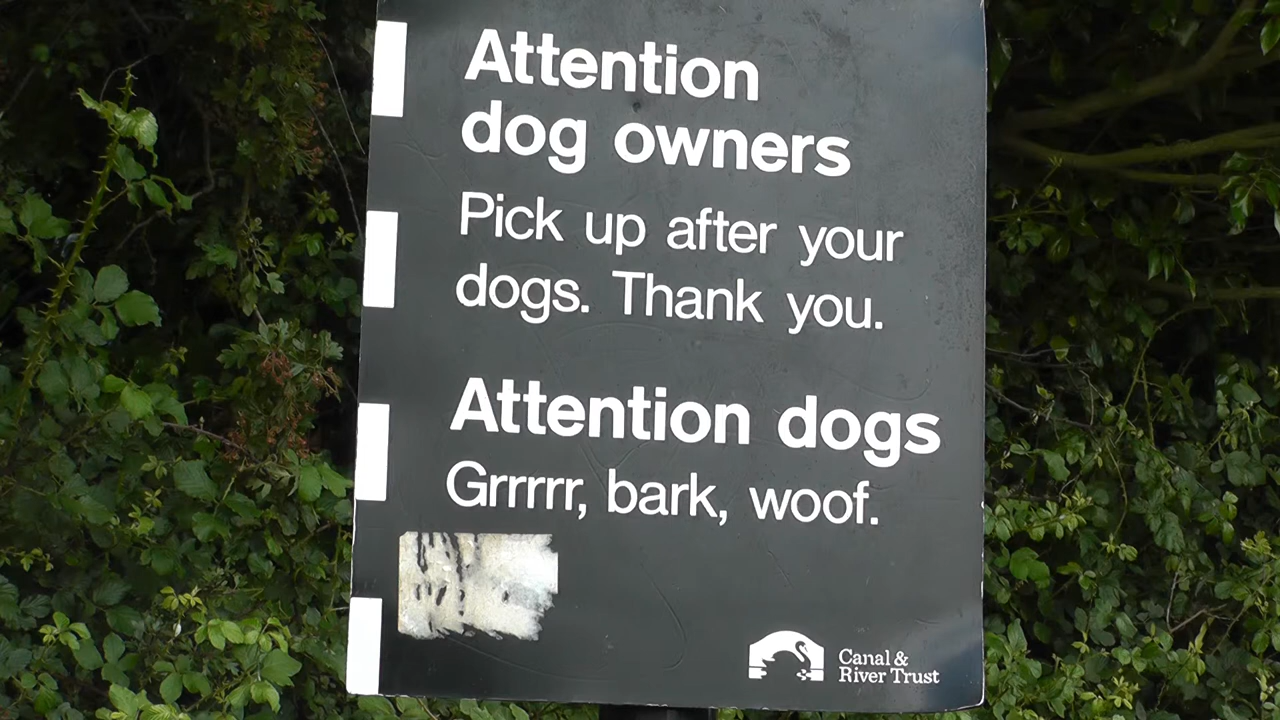 Attention
dog owners
Pick up after your
dogs. Thank you.
Attention dogs
Grrrrr, bark, woof.
Canal &
River Trust